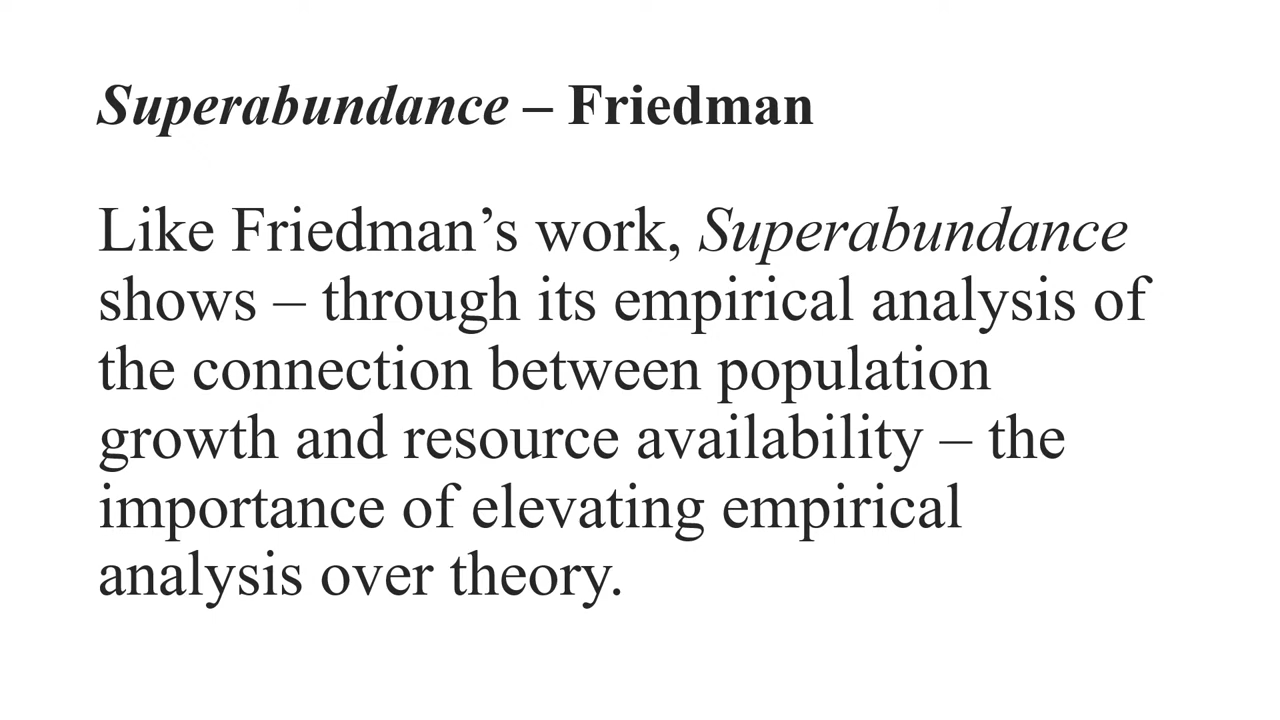 Superabundance – Friedman
Like Friedman’s work, Superabundance
shows – through its empirical analysis of
the connection between population
growth and resource availability – the
importance of elevating empirical
analysis over theory.